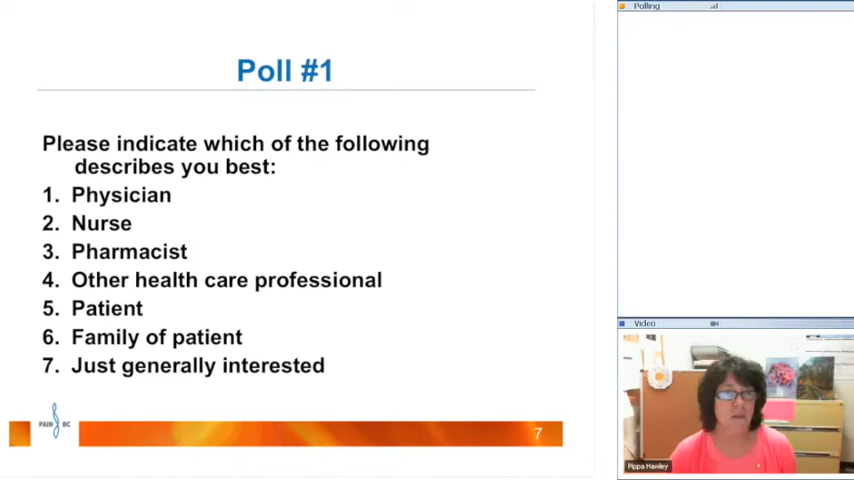 Poll #1
Please indicate which of the following
describes you best:
1. Physician
2. Nurse
3. Pharmacist
4. Other health care professional
5. Patient
6. Family of patient
7. Just generally interested
PAIN BC
7
Polling
Video
Pippa Hawley